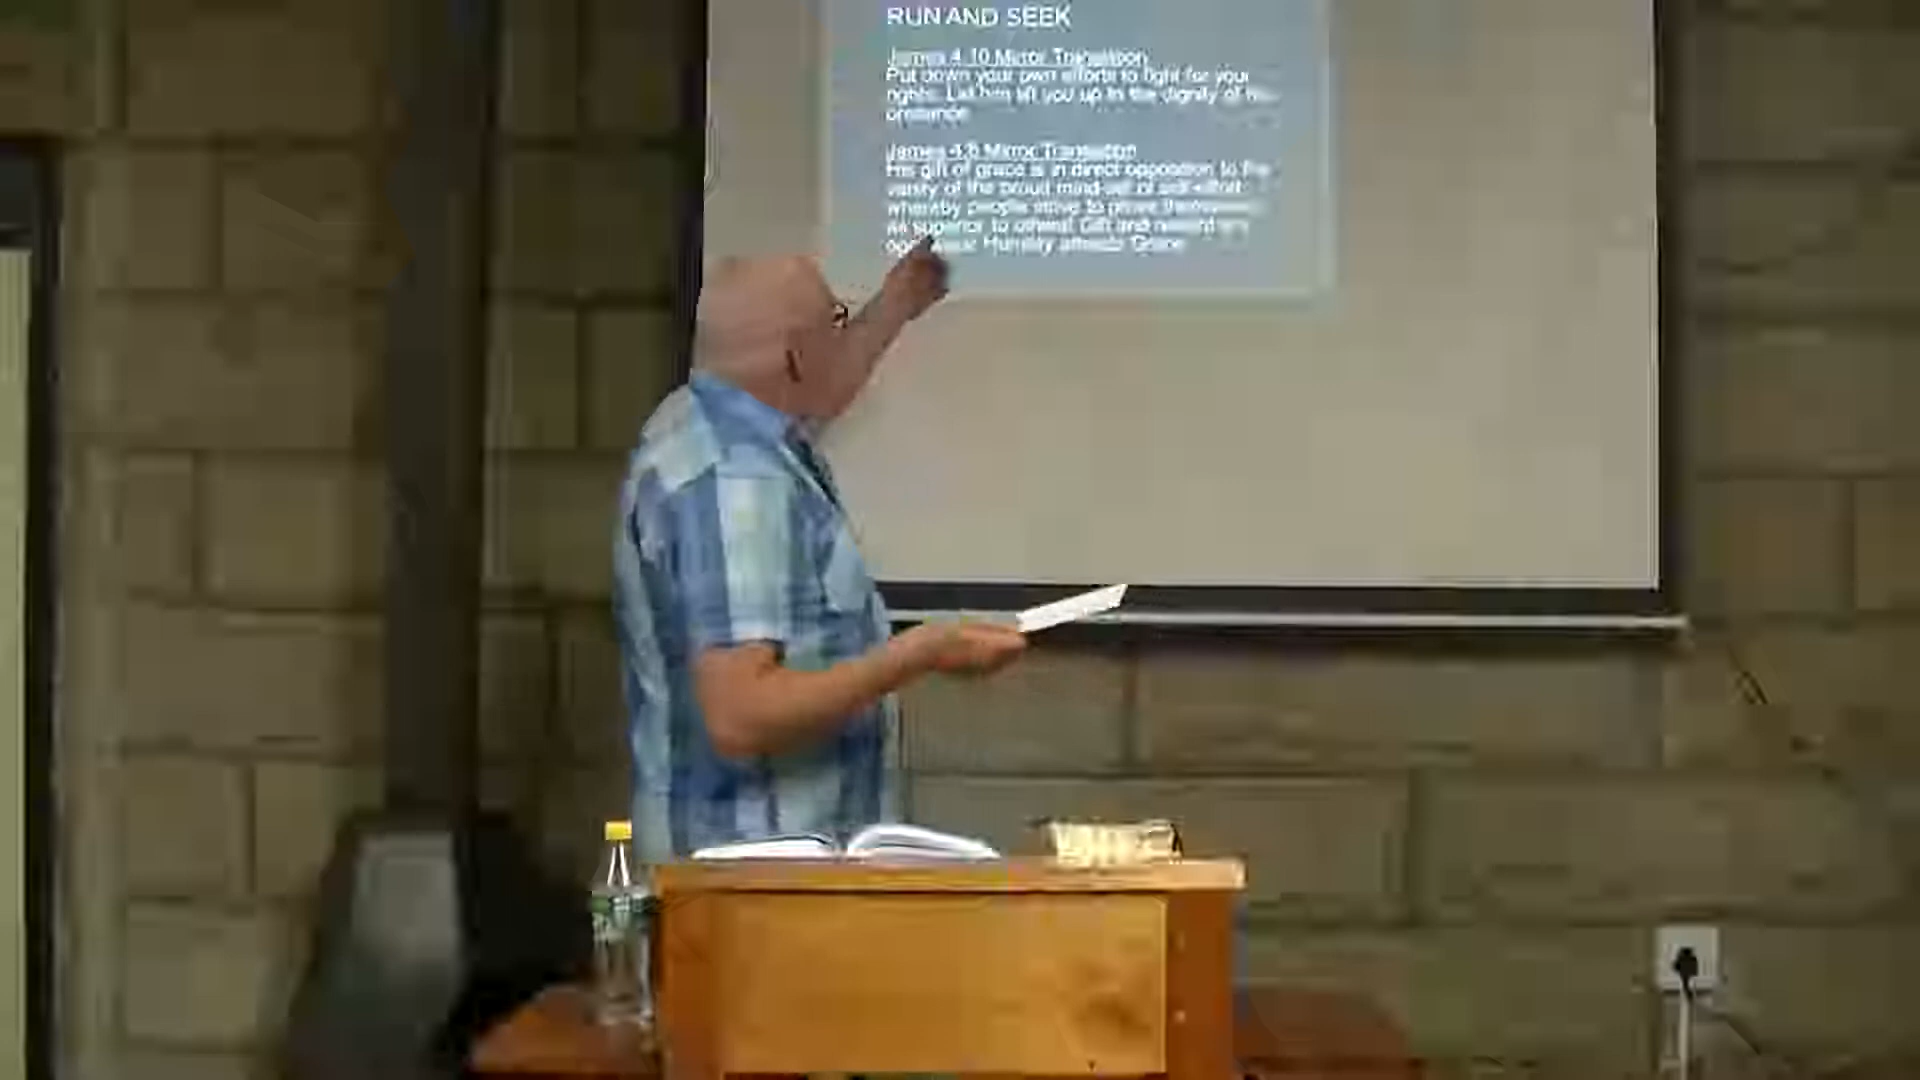 RUN AND SEEK
James 4:10 Mirror Translation
Put down your own efforts to fight for your
rights. Let him lift you up in the dignity of his
presence
James 4:6 Mirror Translation
His gift of grace is in direct opposition to the
vanity of the proud mind-set of self-effort
whereby people strive to prove themselves
as superior to others! Gift and reward are
Humility attracts Grace